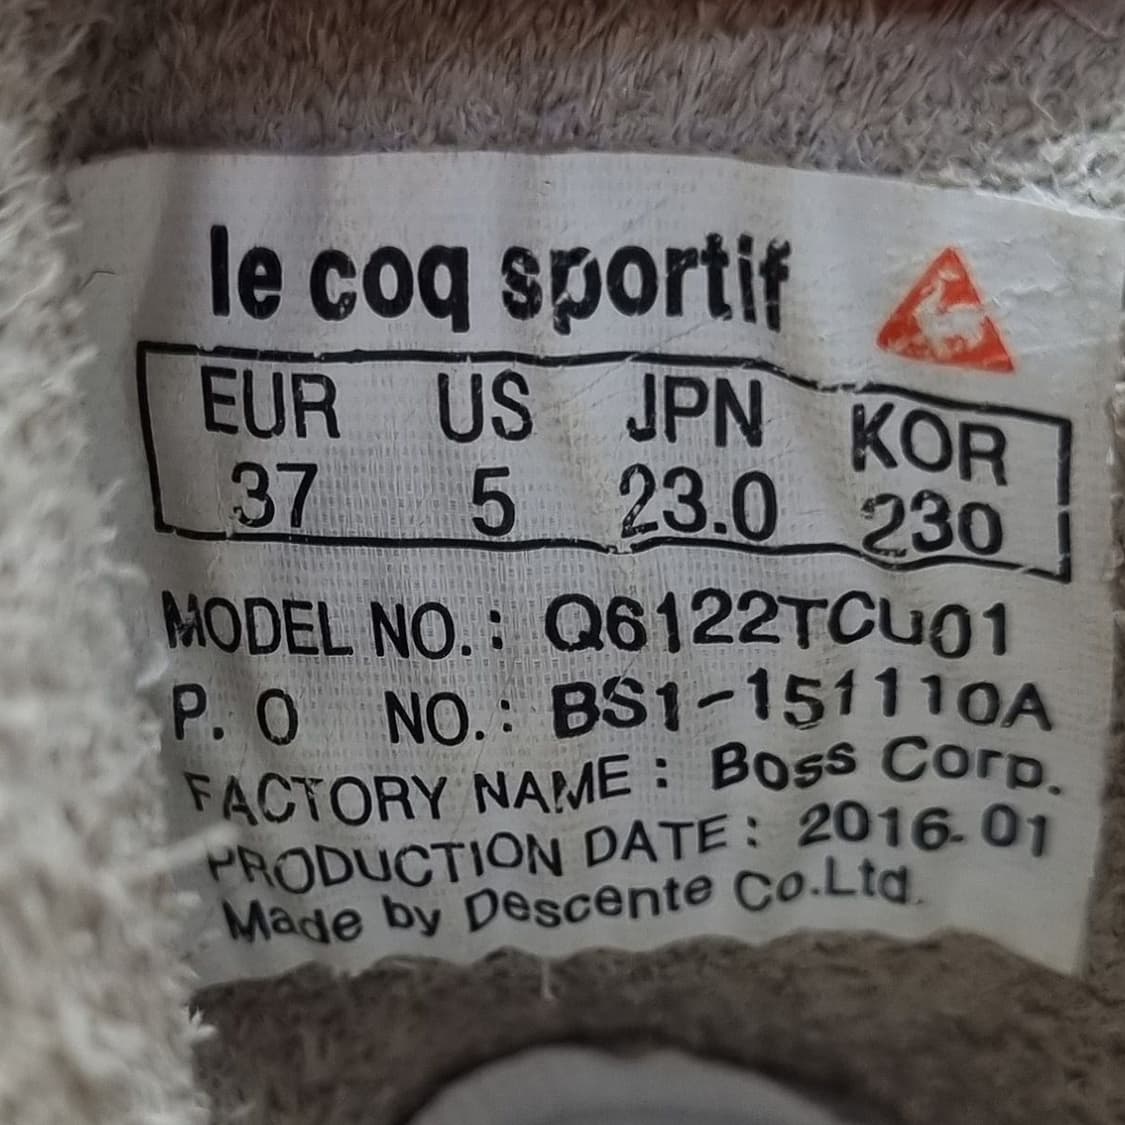 le coq sportif
EUR US JPN KOR
37 5 23.0 230
MODEL NO. : Q6122TCU01
P. O NO. : BS1-151110A
FACTORY NAME : Boss Corp.
PRODUCTION DATE : 2016-01
Made by Descente Co.Ltd.